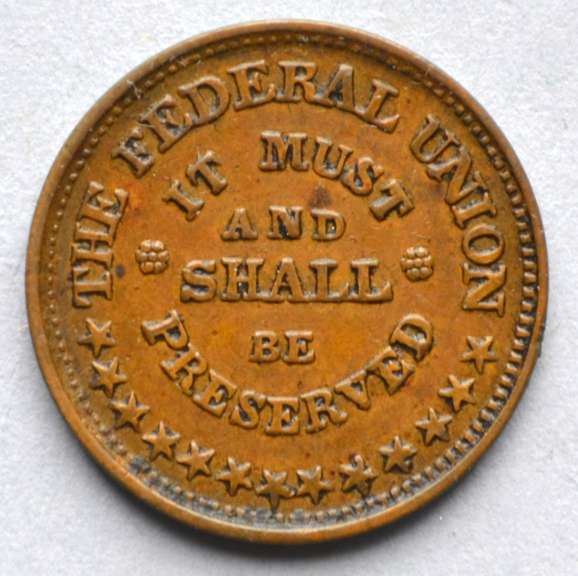 THE FEDERAL UNION
IT MUST
AND
SHALL
BE
PRESERVED